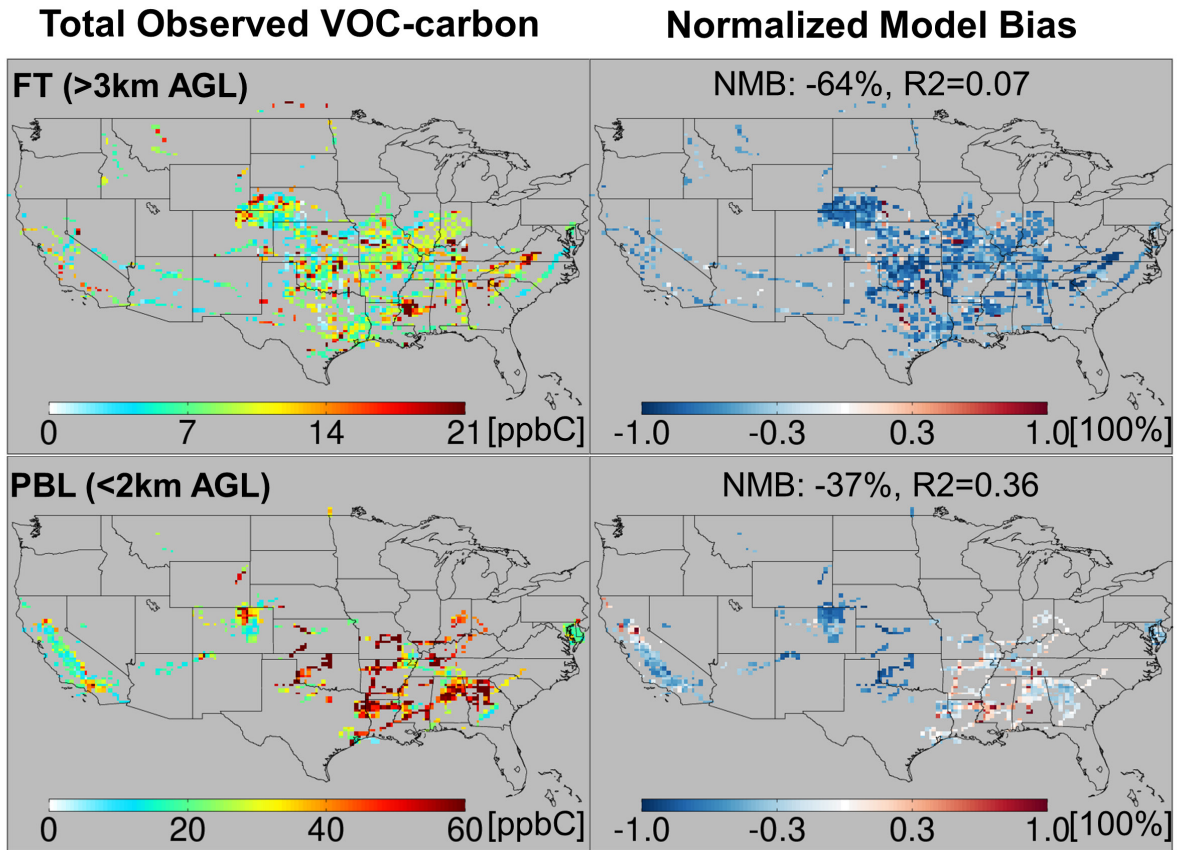 Total Observed VOC-carbon
Normalized Model Bias
FT (>3km AGL)
NMB: -64%, R2=0.07
0 7 14 21 [ppbC]
-1.0 -0.3 0.3 1.0[100%]
PBL (<2km AGL)
NMB: -37%, R2=0.36
0 20 40 60 [ppbC]
-1.0 -0.3 0.3 1.0[100%]